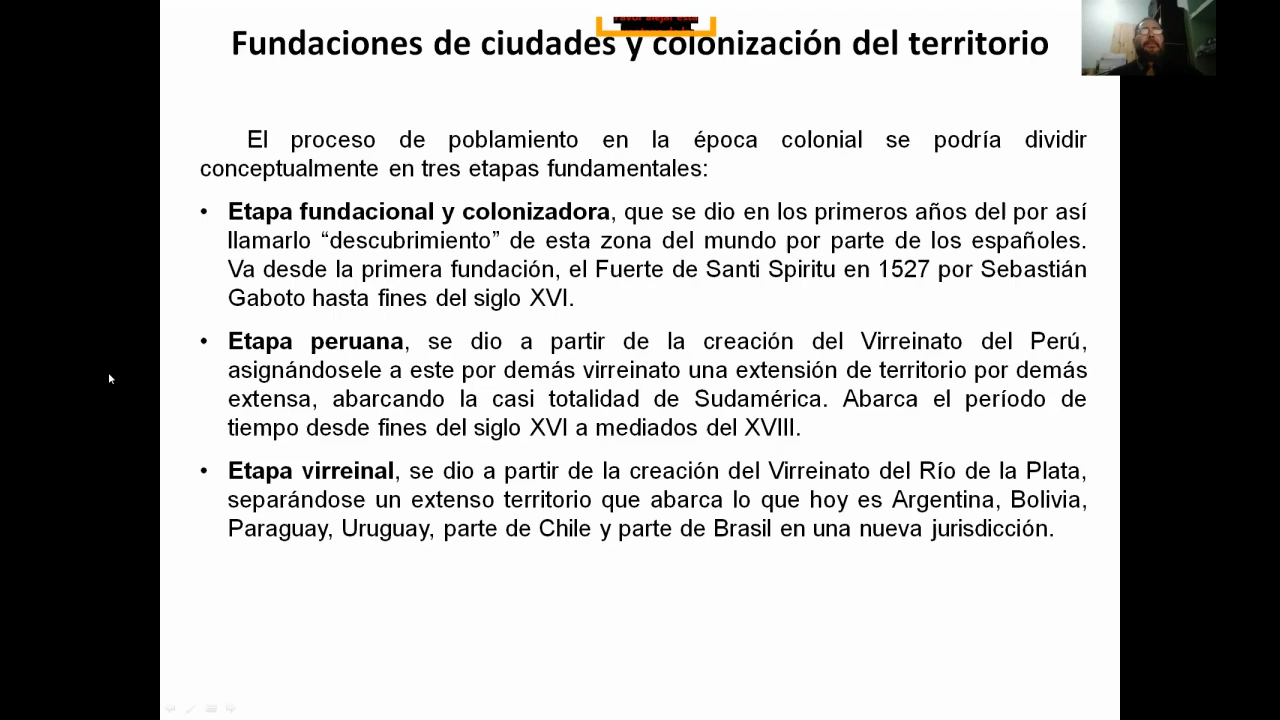 Fundaciones de ciudades y colonización del territorio
El proceso de poblamiento en la época colonial se podría dividir
conceptualmente en tres etapas fundamentales:
• Etapa fundacional y colonizadora, que se dio en los primeros años del por así
llamarlo “descubrimiento” de esta zona del mundo por parte de los españoles.
Va desde la primera fundación, el Fuerte de Santi Spiritu en 1527 por Sebastián
Gaboto hasta fines del siglo XVI.
• Etapa peruana, se dio a partir de la creación del Virreinato del Perú,
asignándosele a este por demás virreinato una extensión de territorio por demás
extensa, abarcando la casi totalidad de Sudamérica. Abarca el período de
tiempo desde fines del siglo XVI a mediados del XVIII.
• Etapa virreinal, se dio a partir de la creación del Virreinato del Río de la Plata,
separándose un extenso territorio que abarca lo que hoy es Argentina, Bolivia,
Paraguay, Uruguay, parte de Chile y parte de Brasil en una nueva jurisdicción.